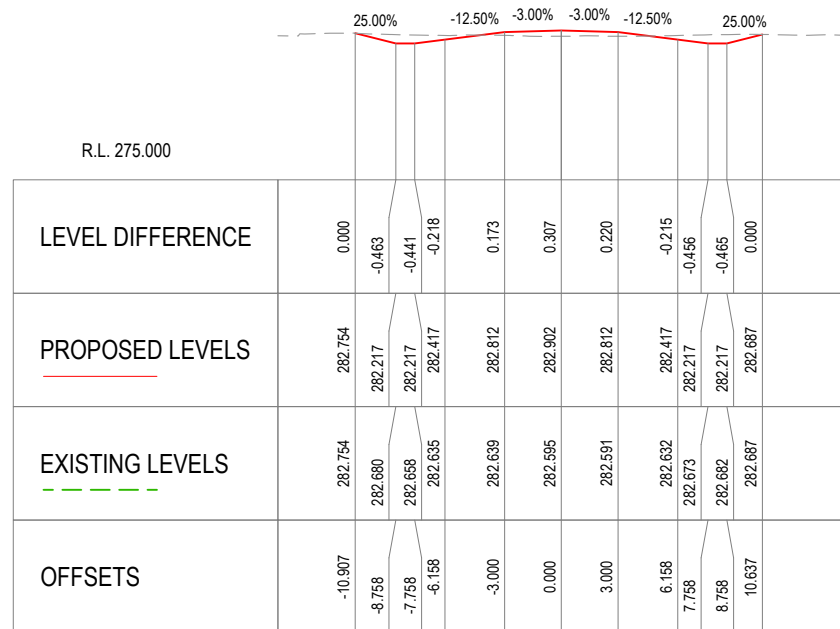 25.00% -12.50% -3.00% -3.00% -12.50% 25.00%
R.L. 275.000
LEVEL DIFFERENCE 0.000 -0.463 -0.441 -0.218 0.173 0.307 0.220 -0.215 -0.456 -0.465 0.000
PROPOSED LEVELS 282.754 282.217 282.217 282.417 282.812 282.902 282.812 282.417 282.217 282.217 282.687
EXISTING LEVELS 282.754 282.680 282.658 282.635 282.639 282.595 282.591 282.632 282.673 282.682 282.687
OFFSETS -10.907 -8.758 -7.758 -6.158 -3.000 0.000 3.000 6.158 7.758 8.758 10.637